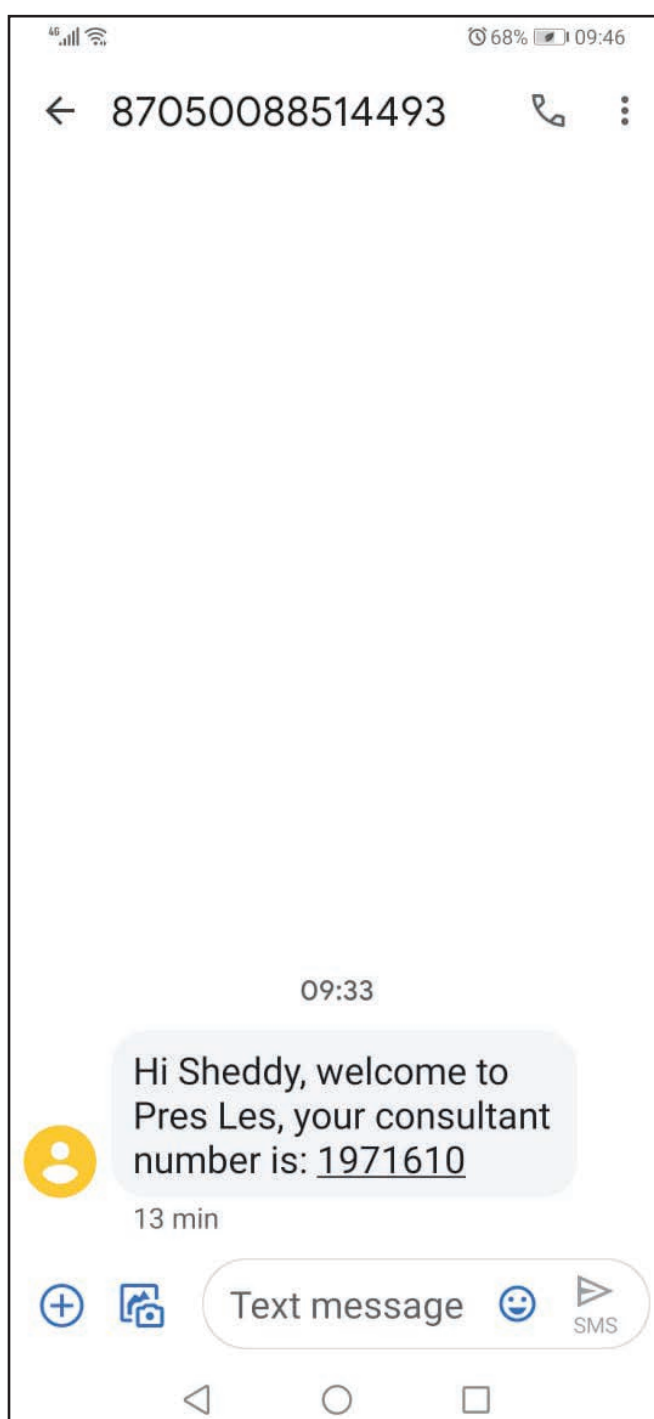 4G 68% 09:46
87050088514493
09:33
Hi Sheddy, welcome to
Pres Les, your consultant
number is: 1971610
13 min
Text message
SMS